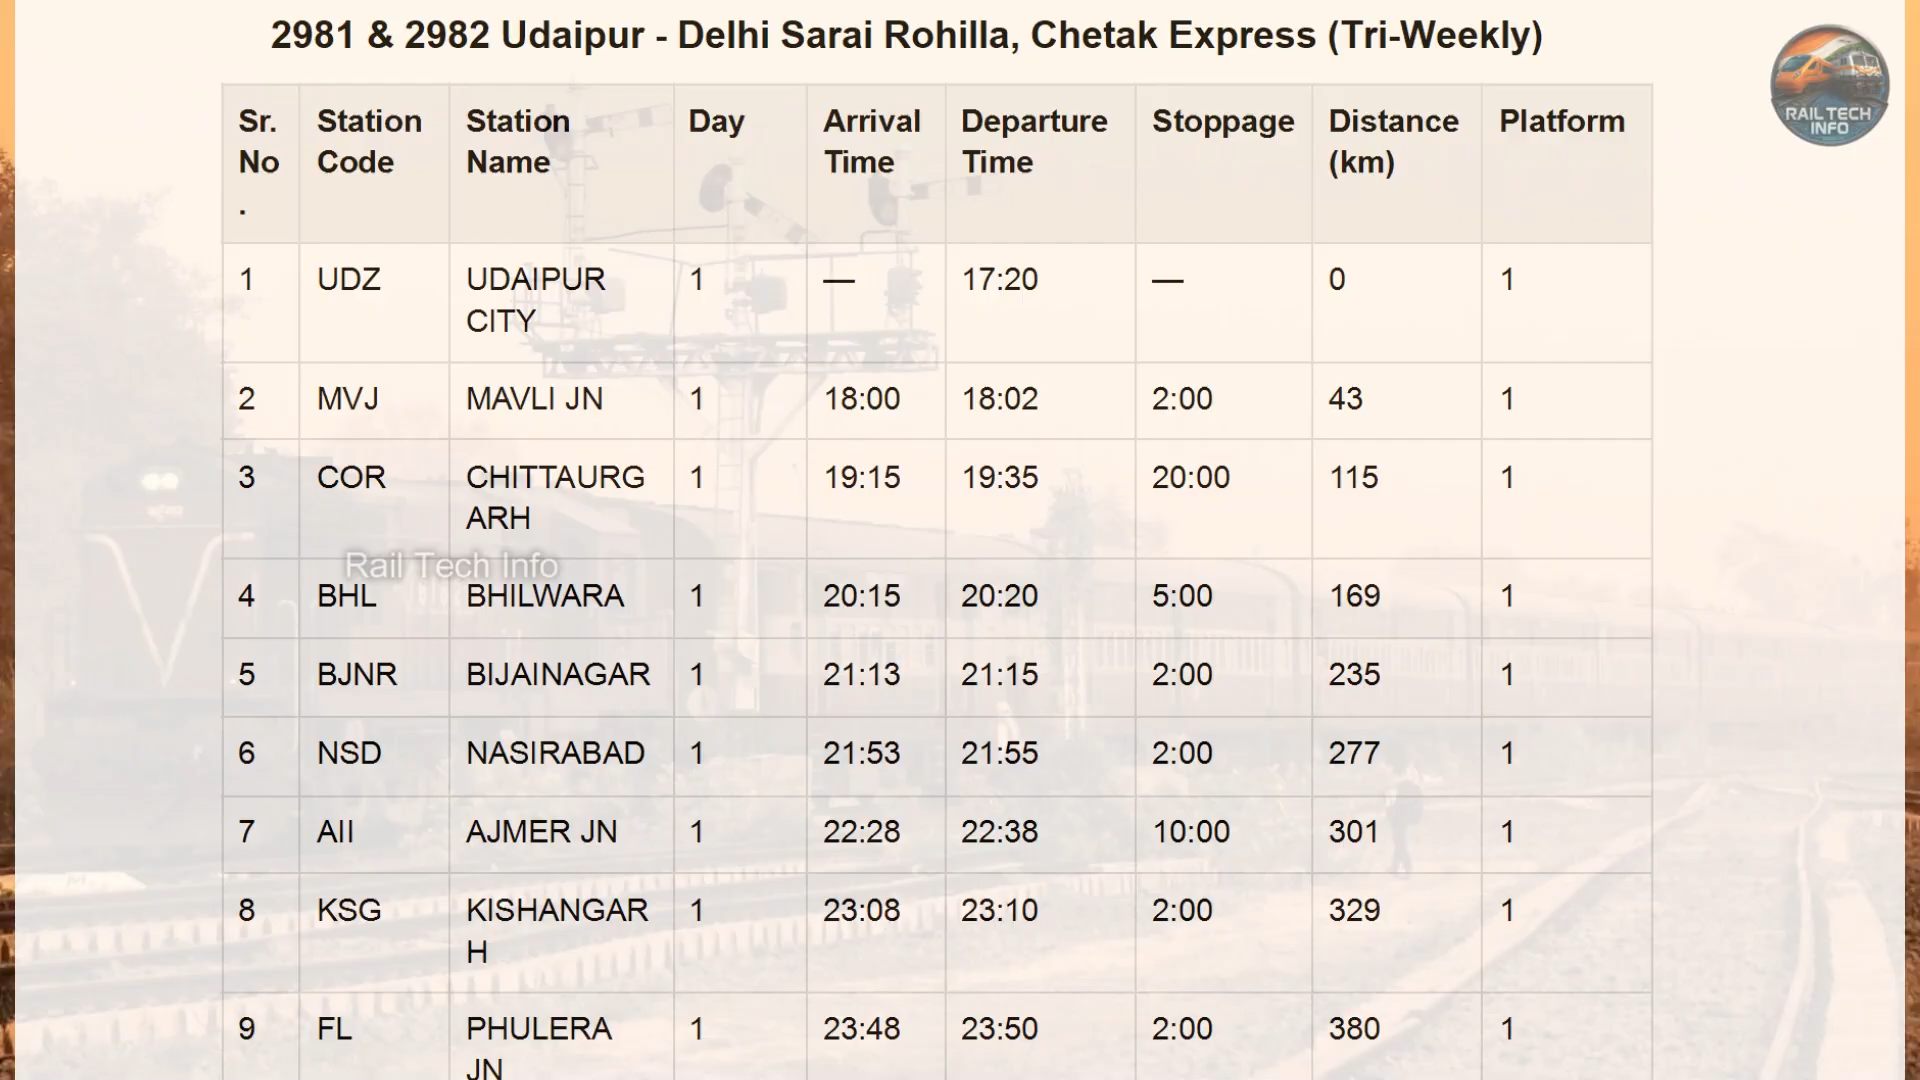 2981 & 2982 Udaipur - Delhi Sarai Rohilla, Chetak Express (Tri-Weekly)
RAIL TECH
INFO
Sr. Station Station Day Arrival Departure Stoppage Distance Platform
No Code Name Time Time (km)
.
1 UDZ UDAIPUR 1 — 17:20 — 0 1
CITY
2 MVJ MAVLI JN 1 18:00 18:02 2:00 43 1
3 COR CHITTAURG 1 19:15 19:35 20:00 115 1
ARH
Rail Tech Info
4 BHL BHILWARA 1 20:15 20:20 5:00 169 1
5 BJNR BIJAINAGAR 1 21:13 21:15 2:00 235 1
6 NSD NASIRABAD 1 21:53 21:55 2:00 277 1
7 AII AJMER JN 1 22:28 22:38 10:00 301 1
8 KSG KISHANGAR 1 23:08 23:10 2:00 329 1
H
9 FL PHULERA 1 23:48 23:50 2:00 380 1
JN